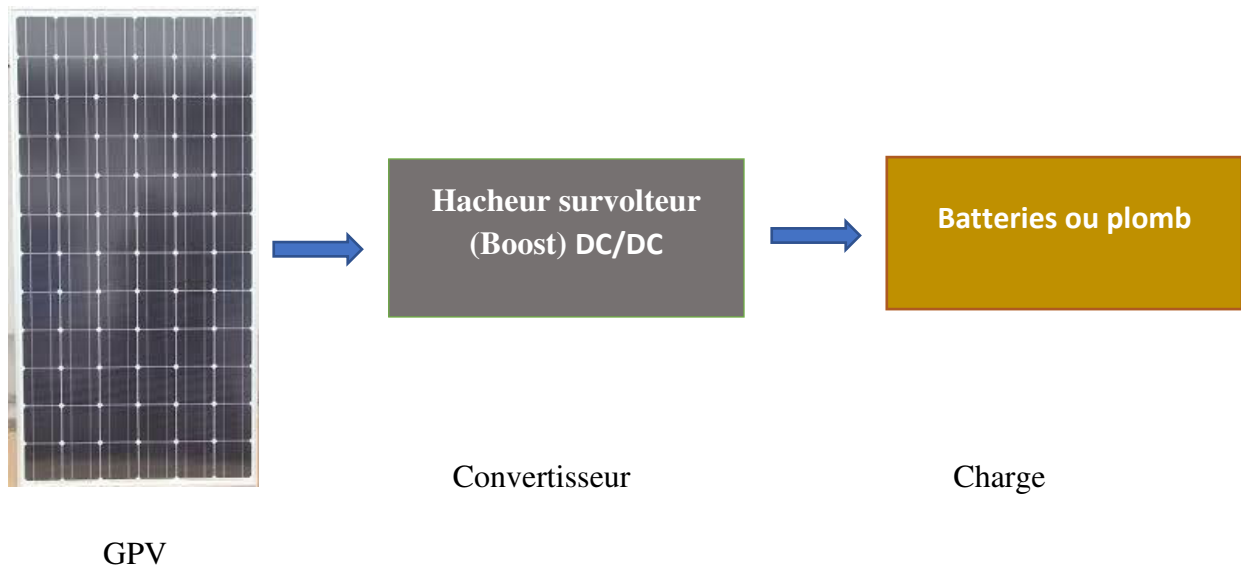 Hacheur survolteur
(Boost) DC/DC
Batteries ou plomb
Convertisseur
Charge
GPV